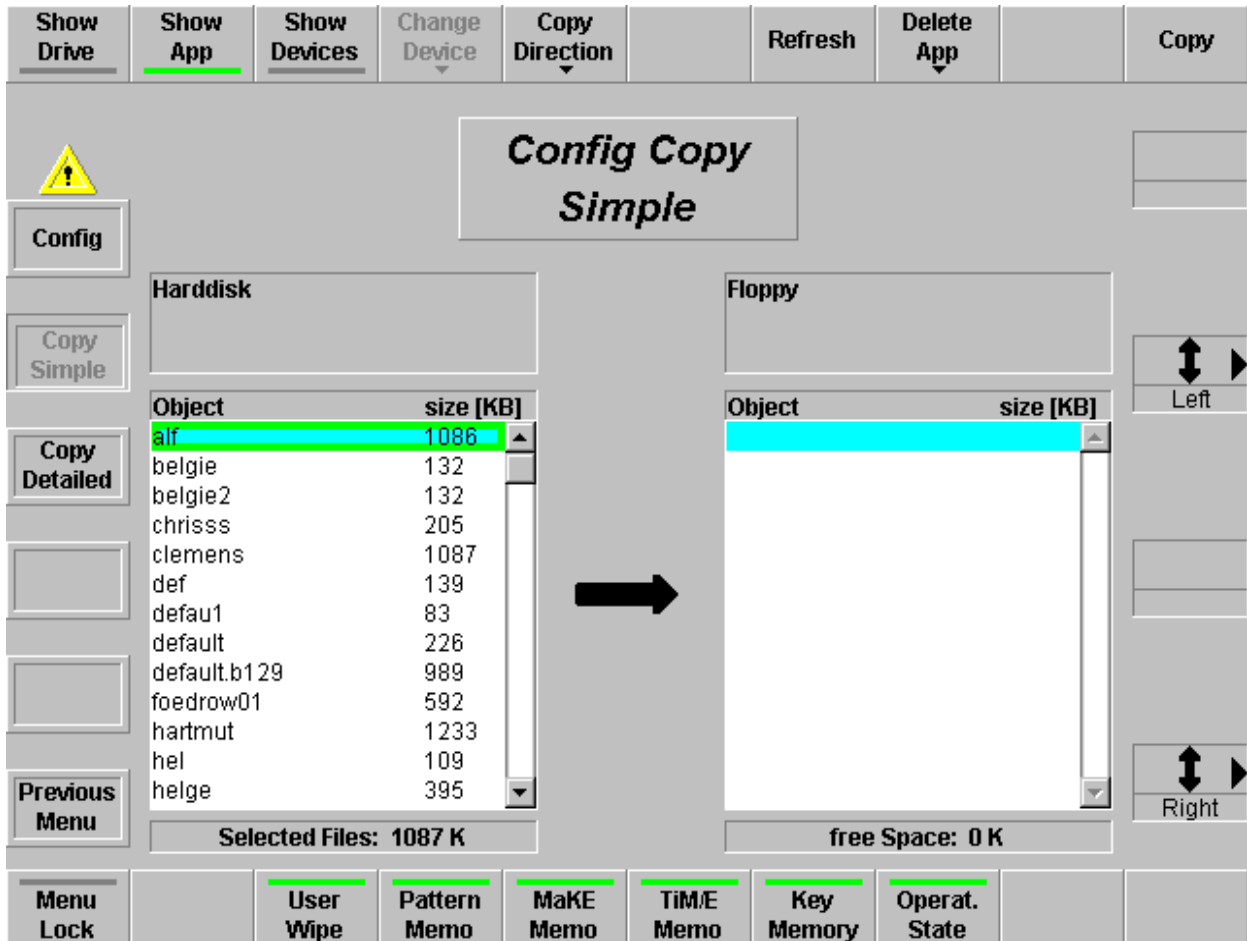 Show Drive Show App Show Devices Change Device Copy Direction Refresh Delete App Copy
Config Copy
Simple
Config
Harddisk Floppy
Copy
Simple
Left
Object size [KB] Object size [KB]
alf 1086
Copy
Detailed
belgie 132
belgie2 132
chrisss 205
clemens 1087
def 139
defau1 83
default 226
default.b129 989
foedrow01 592
hartmut 1233
hel 109
helge 395
Previous
Menu
Right
Selected Files: 1087 K free Space: 0 K
Menu Lock User Wipe Pattern Memo MaKE Memo TiM/E Memo Key Memory Operat. State